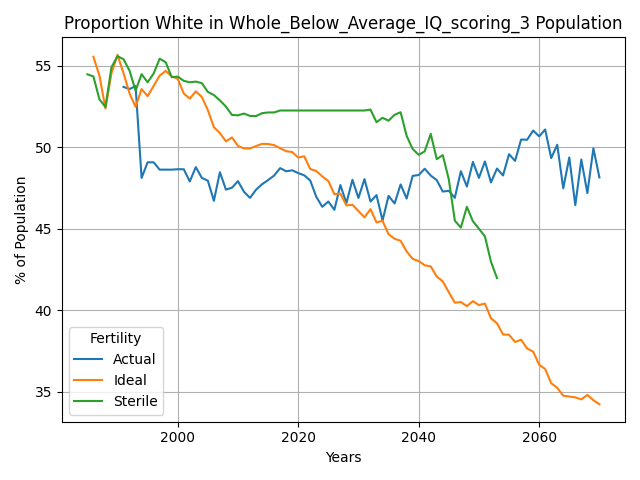 Proportion White in Whole_Below_Average_IQ_scoring_3 Population
% of Population
55
50
45
40
35
Fertility
Actual
Ideal
Sterile
2000 2020 2040 2060
Years